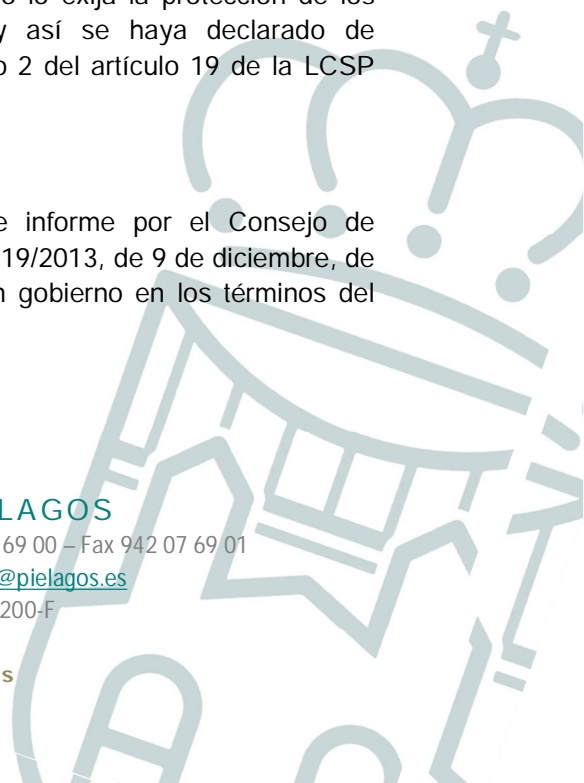 lo exija la protección de los
y así se haya declarado de
2 del artículo 19 de la LCSP
informe por el Consejo de
19/2013, de 9 de diciembre, de
gobierno en los términos del
LAGOS
69 00 – Fax 942 07 69 01
@pielagos.es
200-F
s